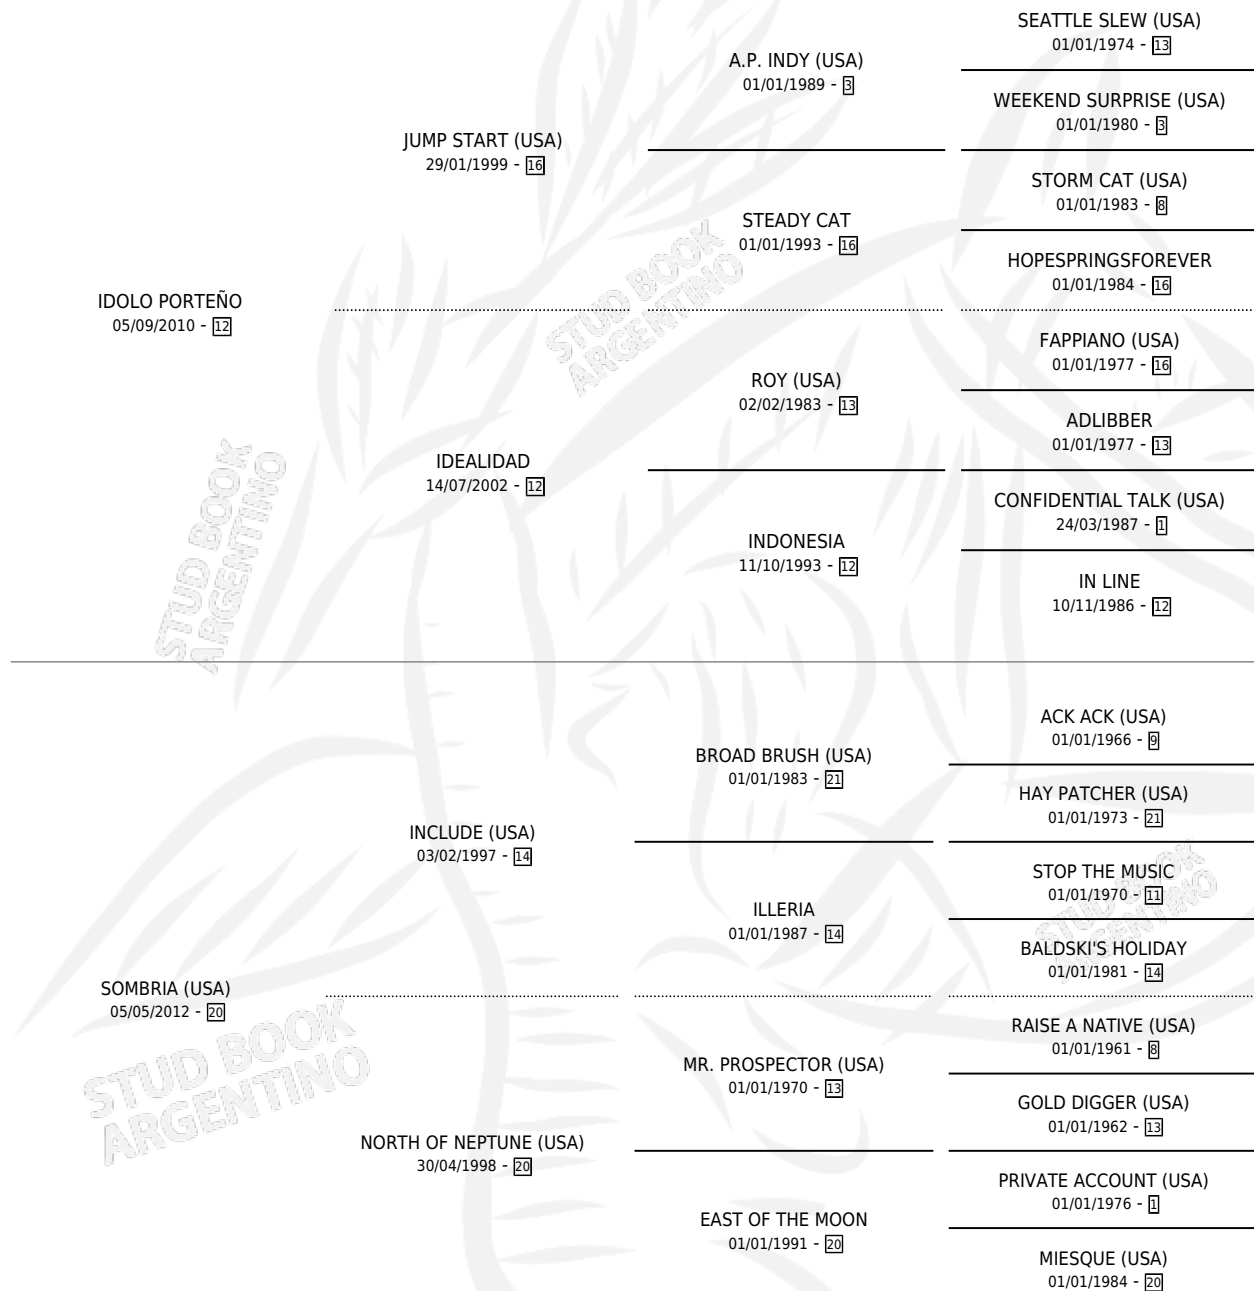 SEATTLE SLEW (USA)
01/01/1974 - 13
A.P. INDY (USA)
01/01/1989 - 3
WEEKEND SURPRISE (USA)
01/01/1980 - 3
JUMP START (USA)
29/01/1999 - 16
STORM CAT (USA)
01/01/1983 - 8
STEADY CAT
01/01/1993 - 16
HOPESPRINGSFOREVER
01/01/1984 - 16
IDOLO PORTEÑO
05/09/2010 - 12
FAPPIANO (USA)
01/01/1977 - 16
ROY (USA)
02/02/1983 - 13
ADLIBBER
01/01/1977 - 13
IDEALIDAD
14/07/2002 - 12
CONFIDENTIAL TALK (USA)
24/03/1987 - 1
INDONESIA
11/10/1993 - 12
IN LINE
10/11/1986 - 12
STUD BOOK
ARGENTINO
STUD BOOK
ARGENTINO
ACK ACK (USA)
01/01/1966 - 9
BROAD BRUSH (USA)
01/01/1983 - 21
HAY PATCHER (USA)
01/01/1973 - 21
INCLUDE (USA)
03/02/1997 - 14
STOP THE MUSIC
01/01/1970 - 11
ILLERIA
01/01/1987 - 14
BALDSKI'S HOLIDAY
01/01/1981 - 14
SOMBRIA (USA)
05/05/2012 - 20
RAISE A NATIVE (USA)
01/01/1961 - 8
MR. PROSPECTOR (USA)
01/01/1970 - 13
GOLD DIGGER (USA)
01/01/1962 - 13
NORTH OF NEPTUNE (USA)
30/04/1998 - 20
PRIVATE ACCOUNT (USA)
01/01/1976 - 1
EAST OF THE MOON
01/01/1991 - 20
MIESQUE (USA)
01/01/1984 - 20
STUD BOOK
ARGENTINO
STUD BOOK
ARGENTINO